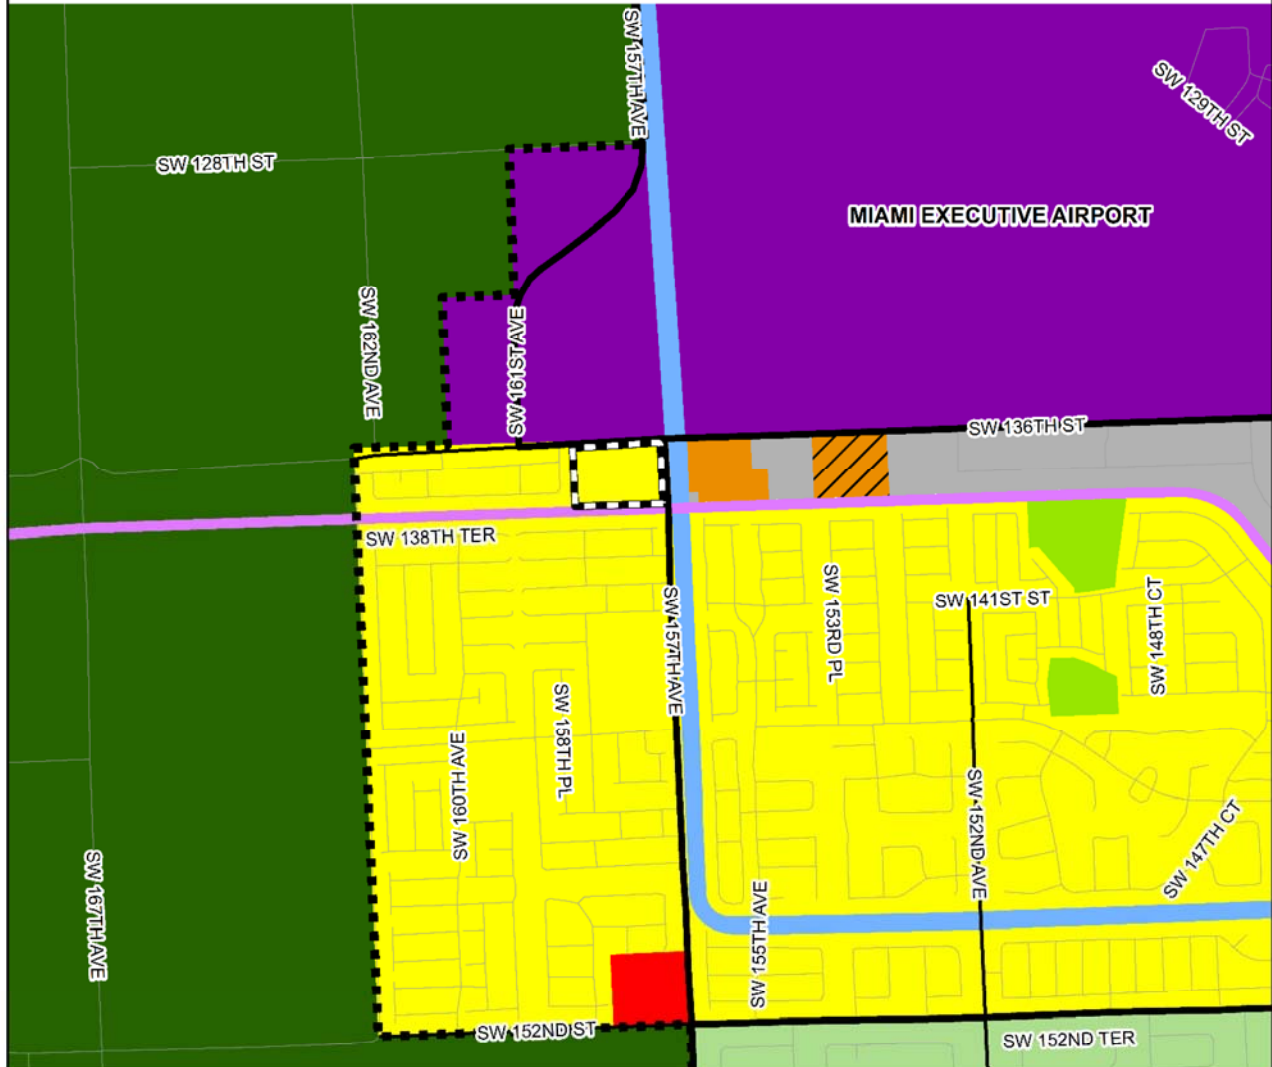 SW 157TH AVE
SW 129TH ST
SW 128TH ST
MIAMI EXECUTIVE AIRPORT
SW 162ND AVE
SW 161ST AVE
SW 136TH ST
SW 138TH TER
SW 153RD PL
SW 141ST ST
SW 148TH CT
SW 157TH AVE
SW 158TH PL
SW 160TH AVE
SW 152ND AVE
SW 147TH CT
SW 167TH AVE
SW 155TH AVE
SW 152ND ST
SW 152ND TER